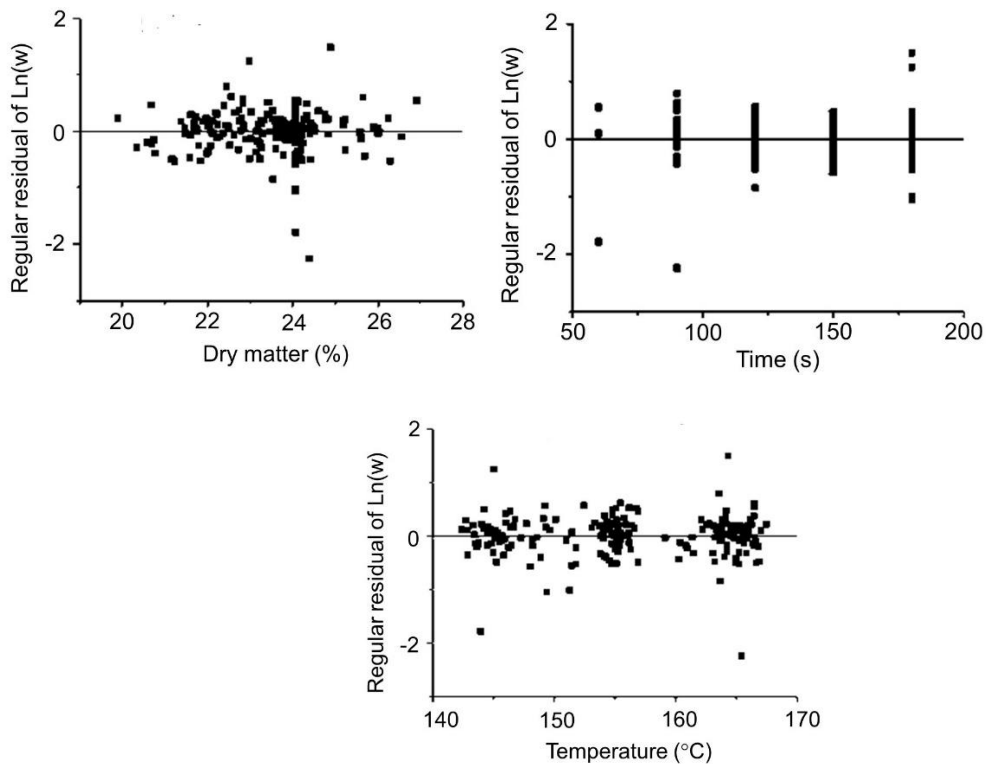 Regular residual of Ln(w)
2
0
-2
20 22 24 26 28
Dry matter (%)
Regular residual of Ln(w)
2
0
-2
50 100 150 200
Time (s)
Regular residual of Ln(w)
2
0
-2
140 150 160 170
Temperature (°C)